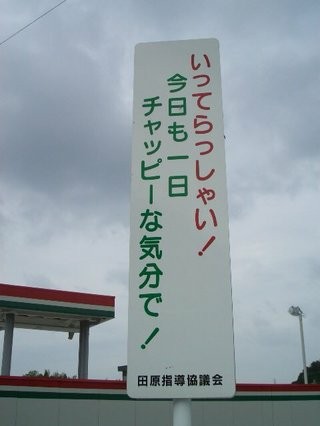 いってらっしゃい!
今日も一日
チャッピーな気分で!
田原指導協議会